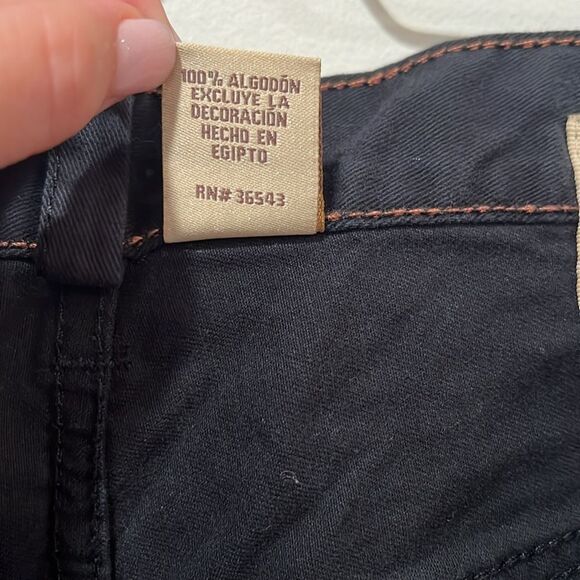 100% ALGODÓN
EXCLUYE LA
DECORACIÓN
HECHO EN
EGIPTO
RN# 36543